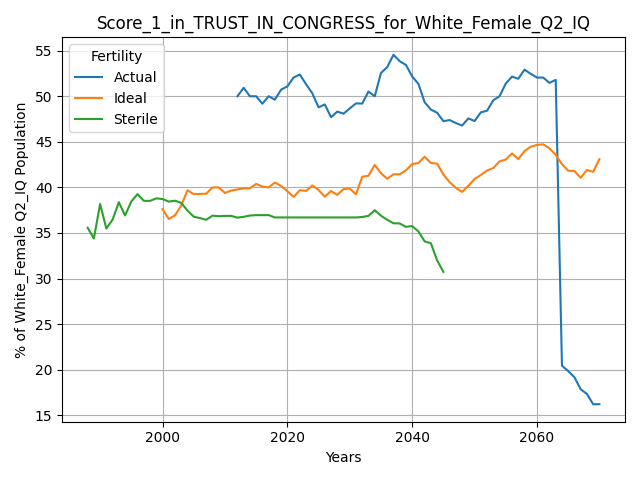 Score_1_in_TRUST_IN_CONGRESS_for_White_Female_Q2_IQ
Fertility
Actual
Ideal
Sterile
% of White_Female Q2_IQ Population
55
50
45
40
35
30
25
20
15
2000
2020
2040
2060
Years